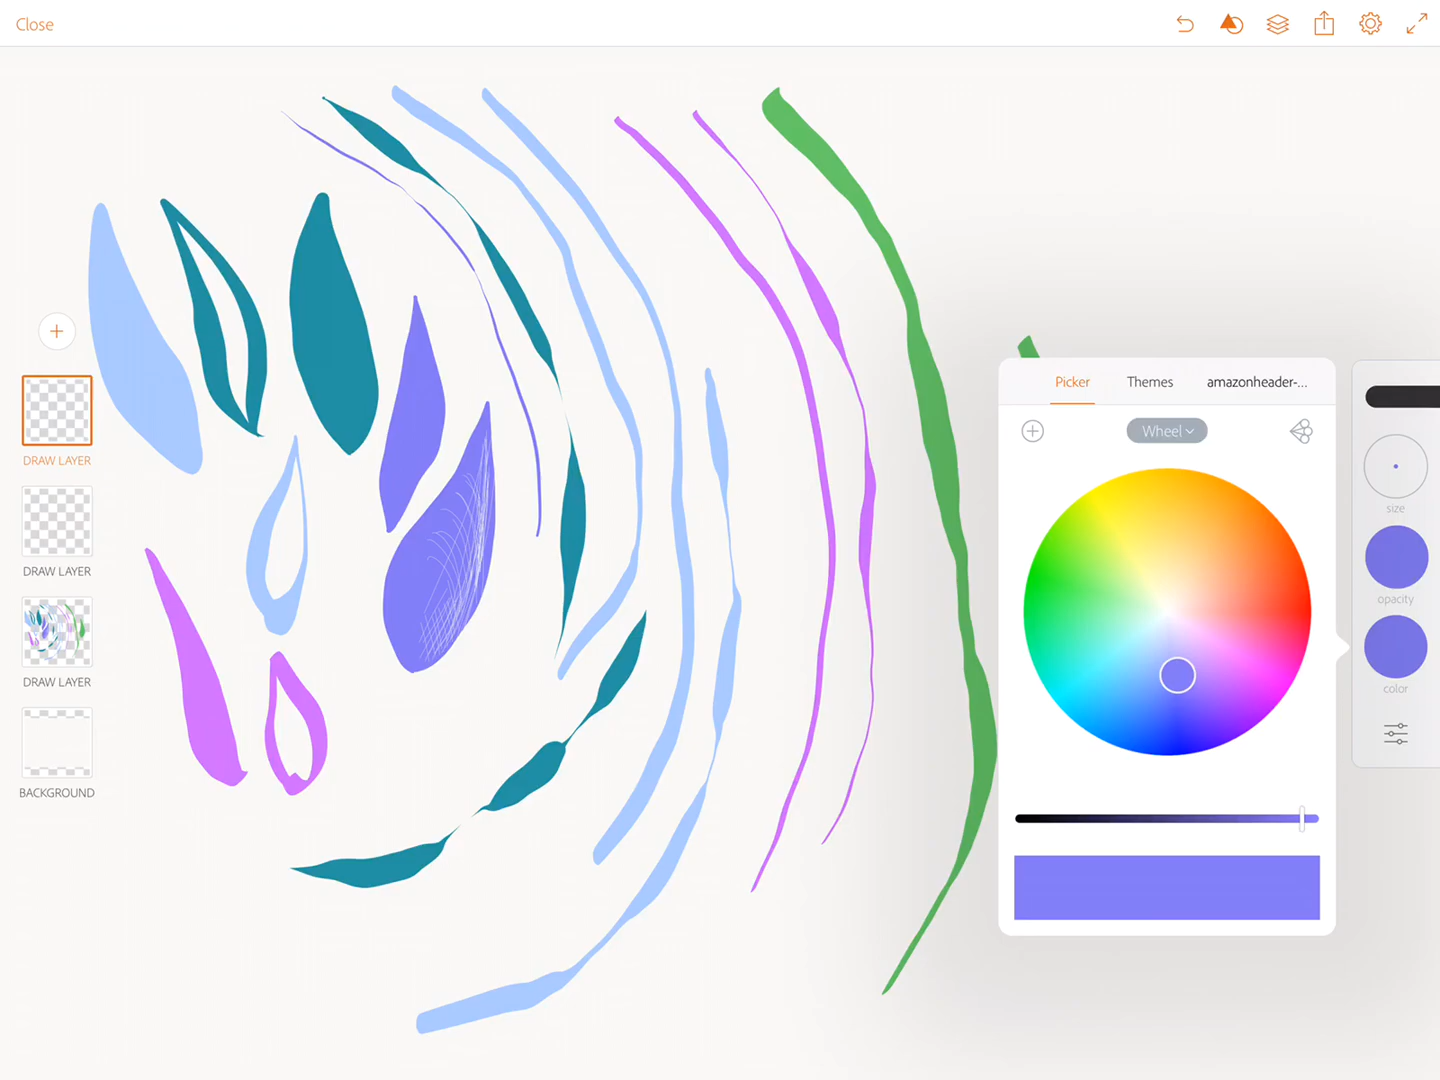 Close
Picker
Themes
amazonheader-...
Wheel
size
opacity
color
DRAW LAYER
DRAW LAYER
DRAW LAYER
BACKGROUND